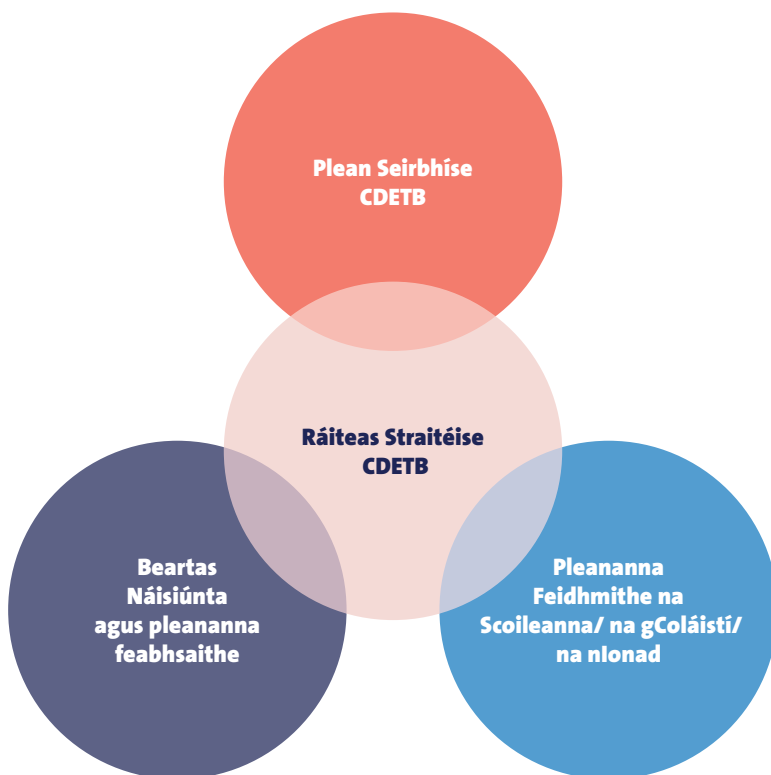 Plean Seirbhíse
CDETB
Ráiteas Straitéise
CDETB
Beartas
Náisiúnta
agus pleananna
feabhsaithe
Pleananna
Feidhmithe na
Scoileanna/ na gColáistí/
na nIonad